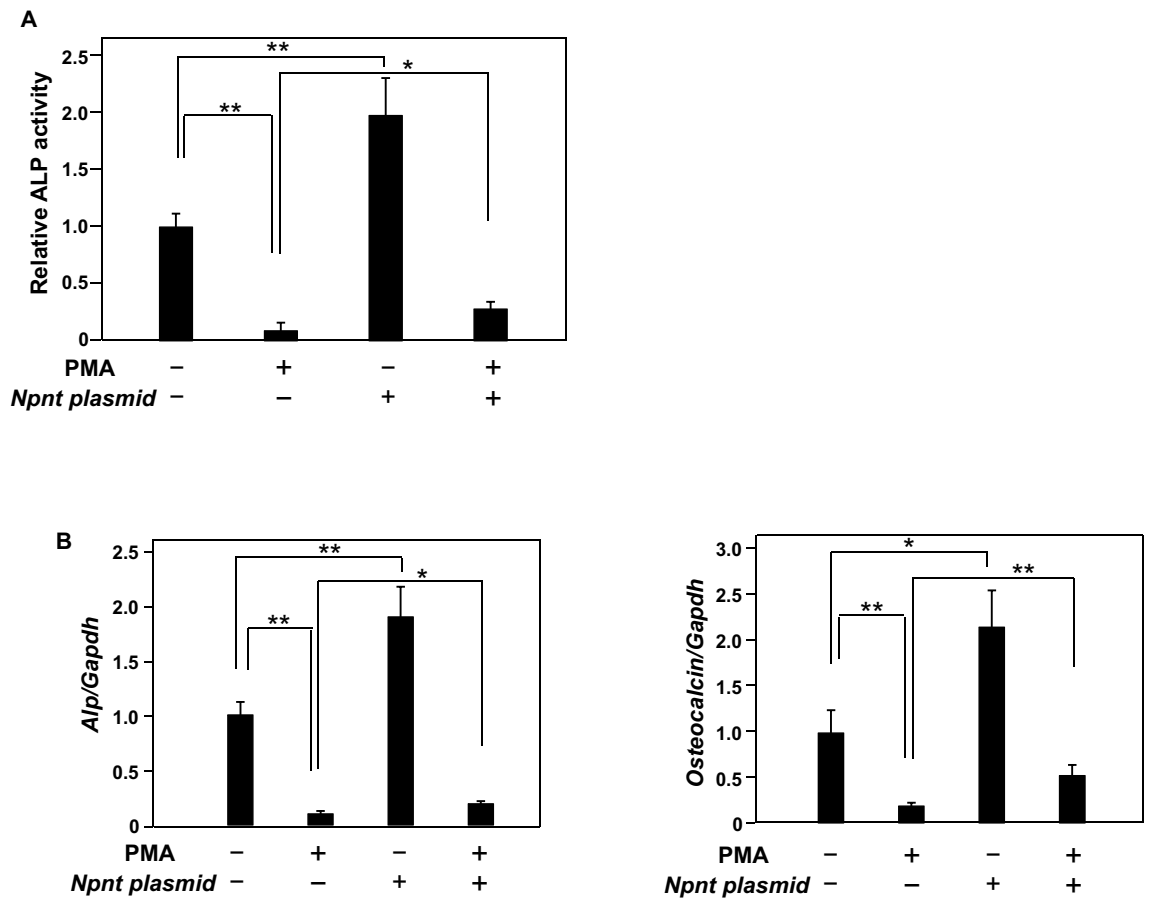 A
Relative ALP activity
2.5
2.0
1.5
1.0
0.5
0
**
**
*
PMA − + − +
Npnt plasmid − − + +
B
Alp/Gapdh
2.5
2.0
1.5
1.0
0.5
0
**
**
*
PMA − + − +
Npnt plasmid − − + +
Osteocalcin/Gapdh
3.0
2.5
2.0
1.5
1.0
0.5
0
*
**
**
PMA − + − +
Npnt plasmid − − + +